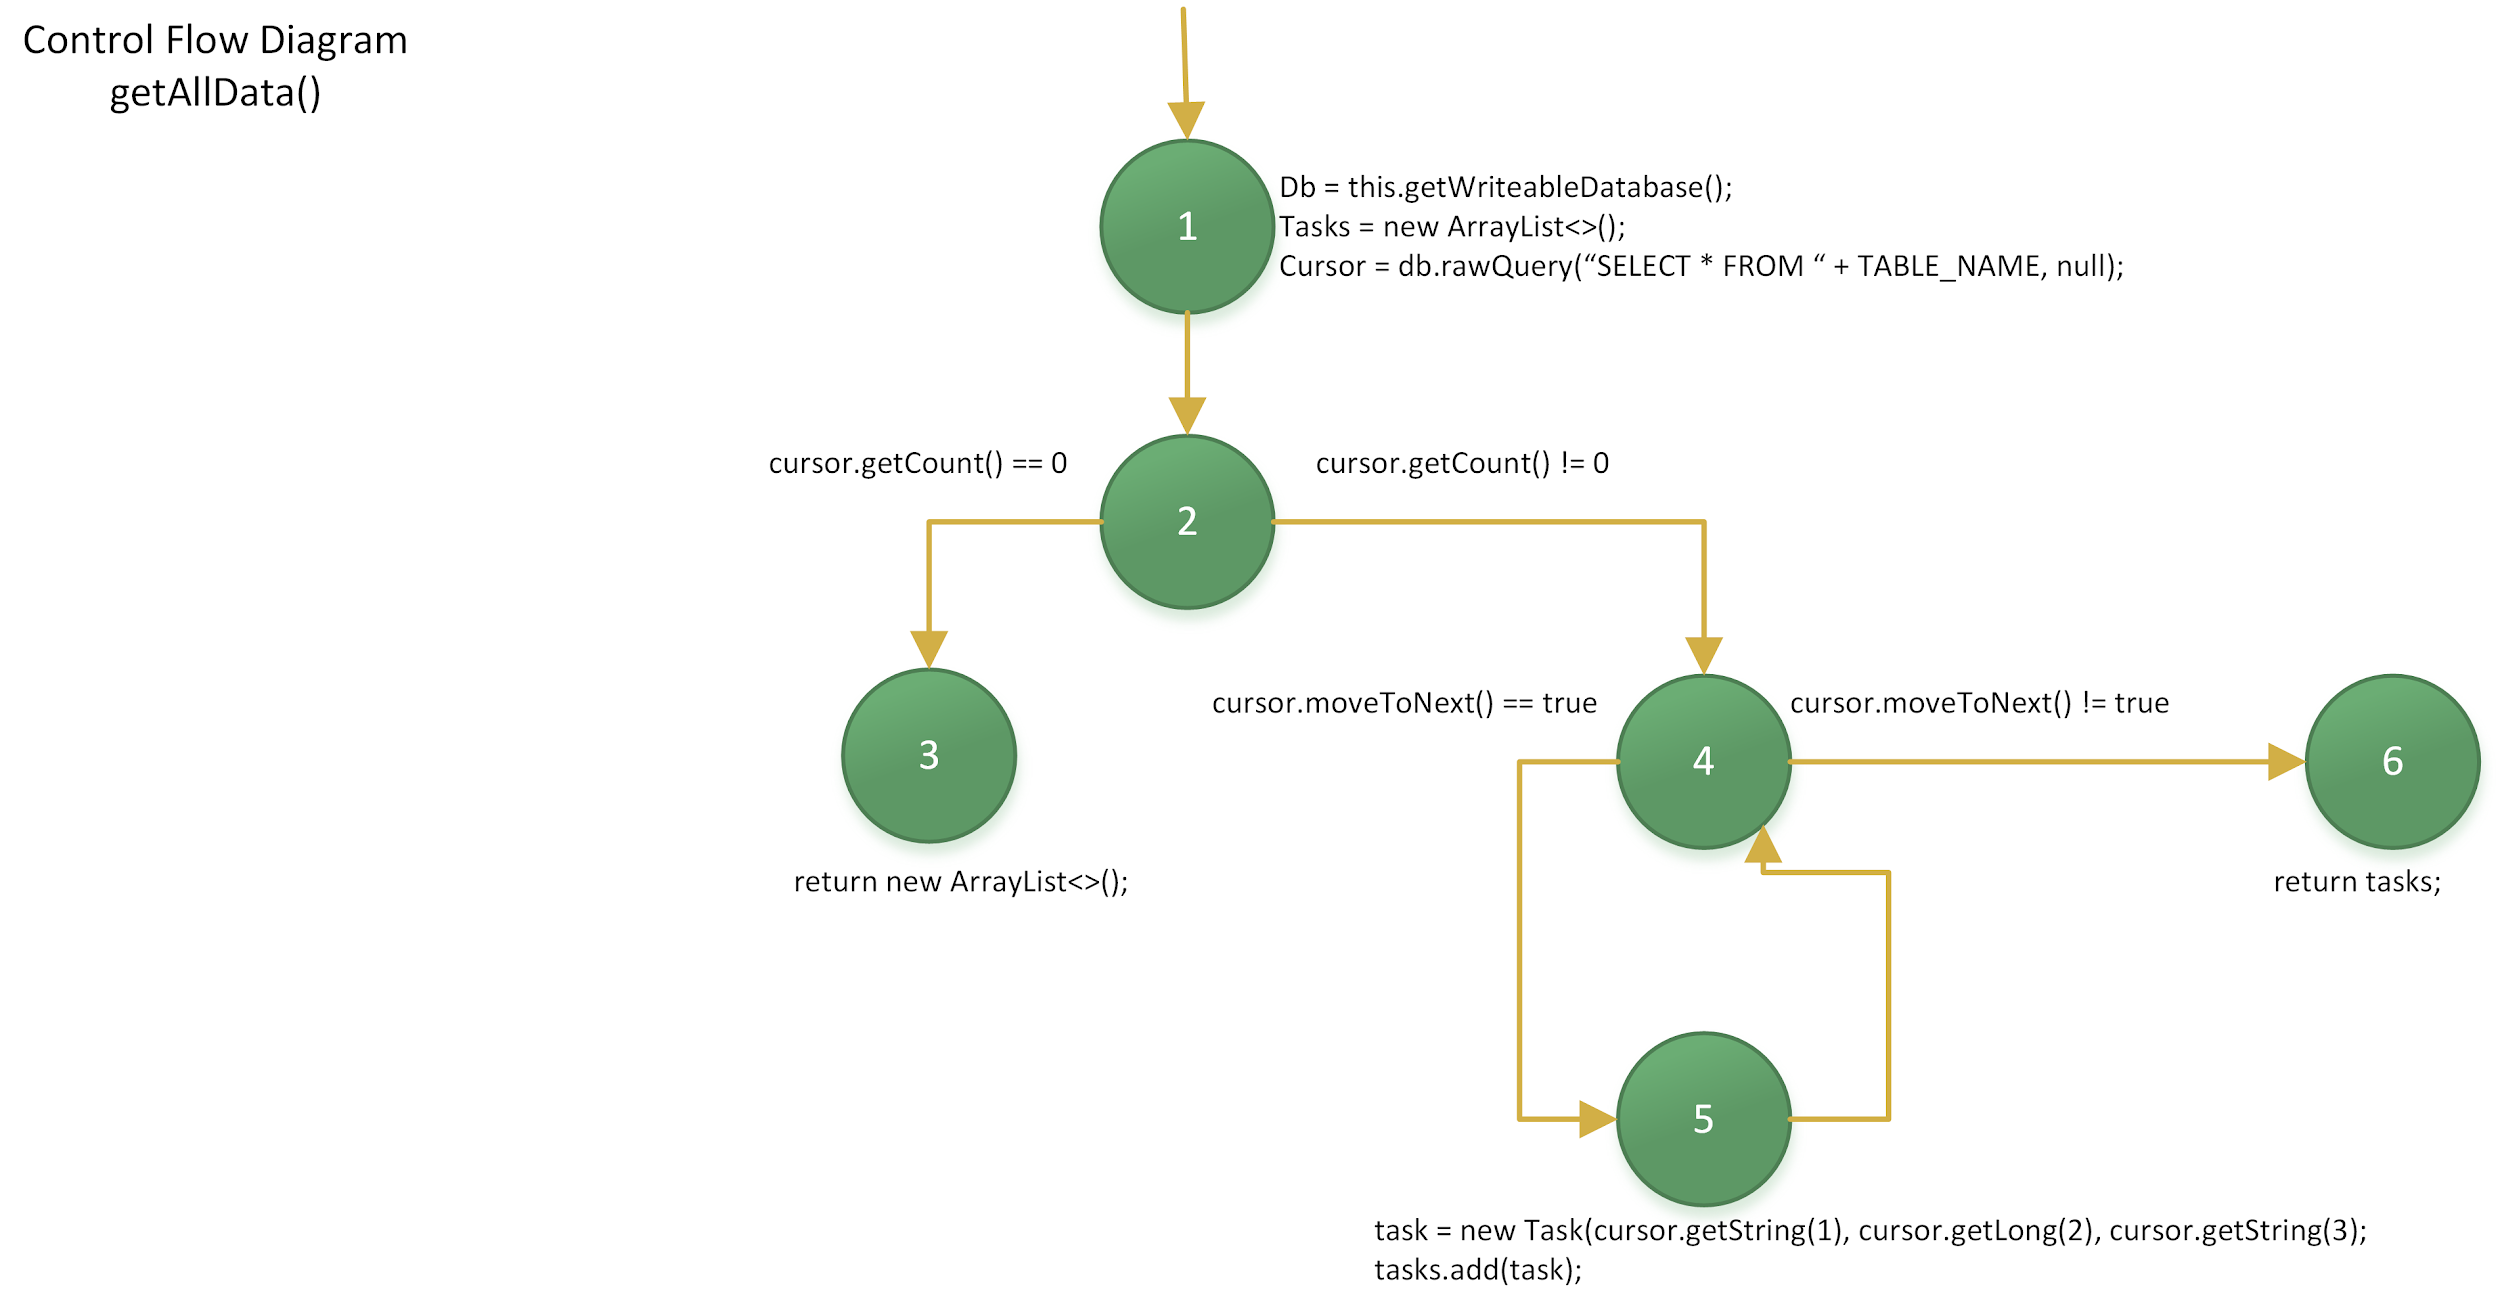 Control Flow Diagram
getAllData()
1
Db = this.getWriteableDatabase();
Tasks = new ArrayList<>();
Cursor = db.rawQuery(“SELECT * FROM “ + TABLE_NAME, null);
cursor.getCount() == 0
cursor.getCount() != 0
2
cursor.moveToNext() == true
cursor.moveToNext() != true
3
4
6
return new ArrayList<>();
return tasks;
5
task = new Task(cursor.getString(1), cursor.getLong(2), cursor.getString(3);
tasks.add(task);